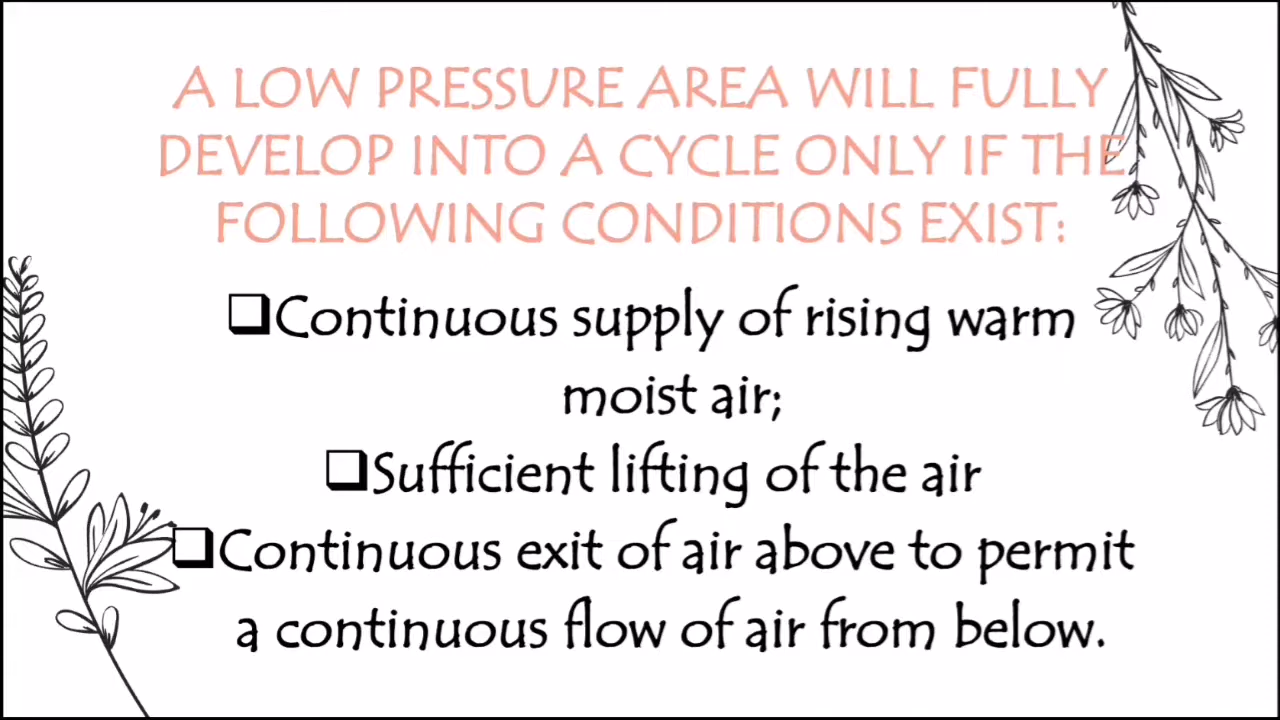 A LOW PRESSURE AREA WILL FULLY
DEVELOP INTO A CYCLE ONLY IF THE
FOLLOWING CONDITIONS EXIST:
❑Continuous supply of rising warm
moist air;
❑Sufficient lifting of the air
❑Continuous exit of air above to permit
a continuous flow of air from below.